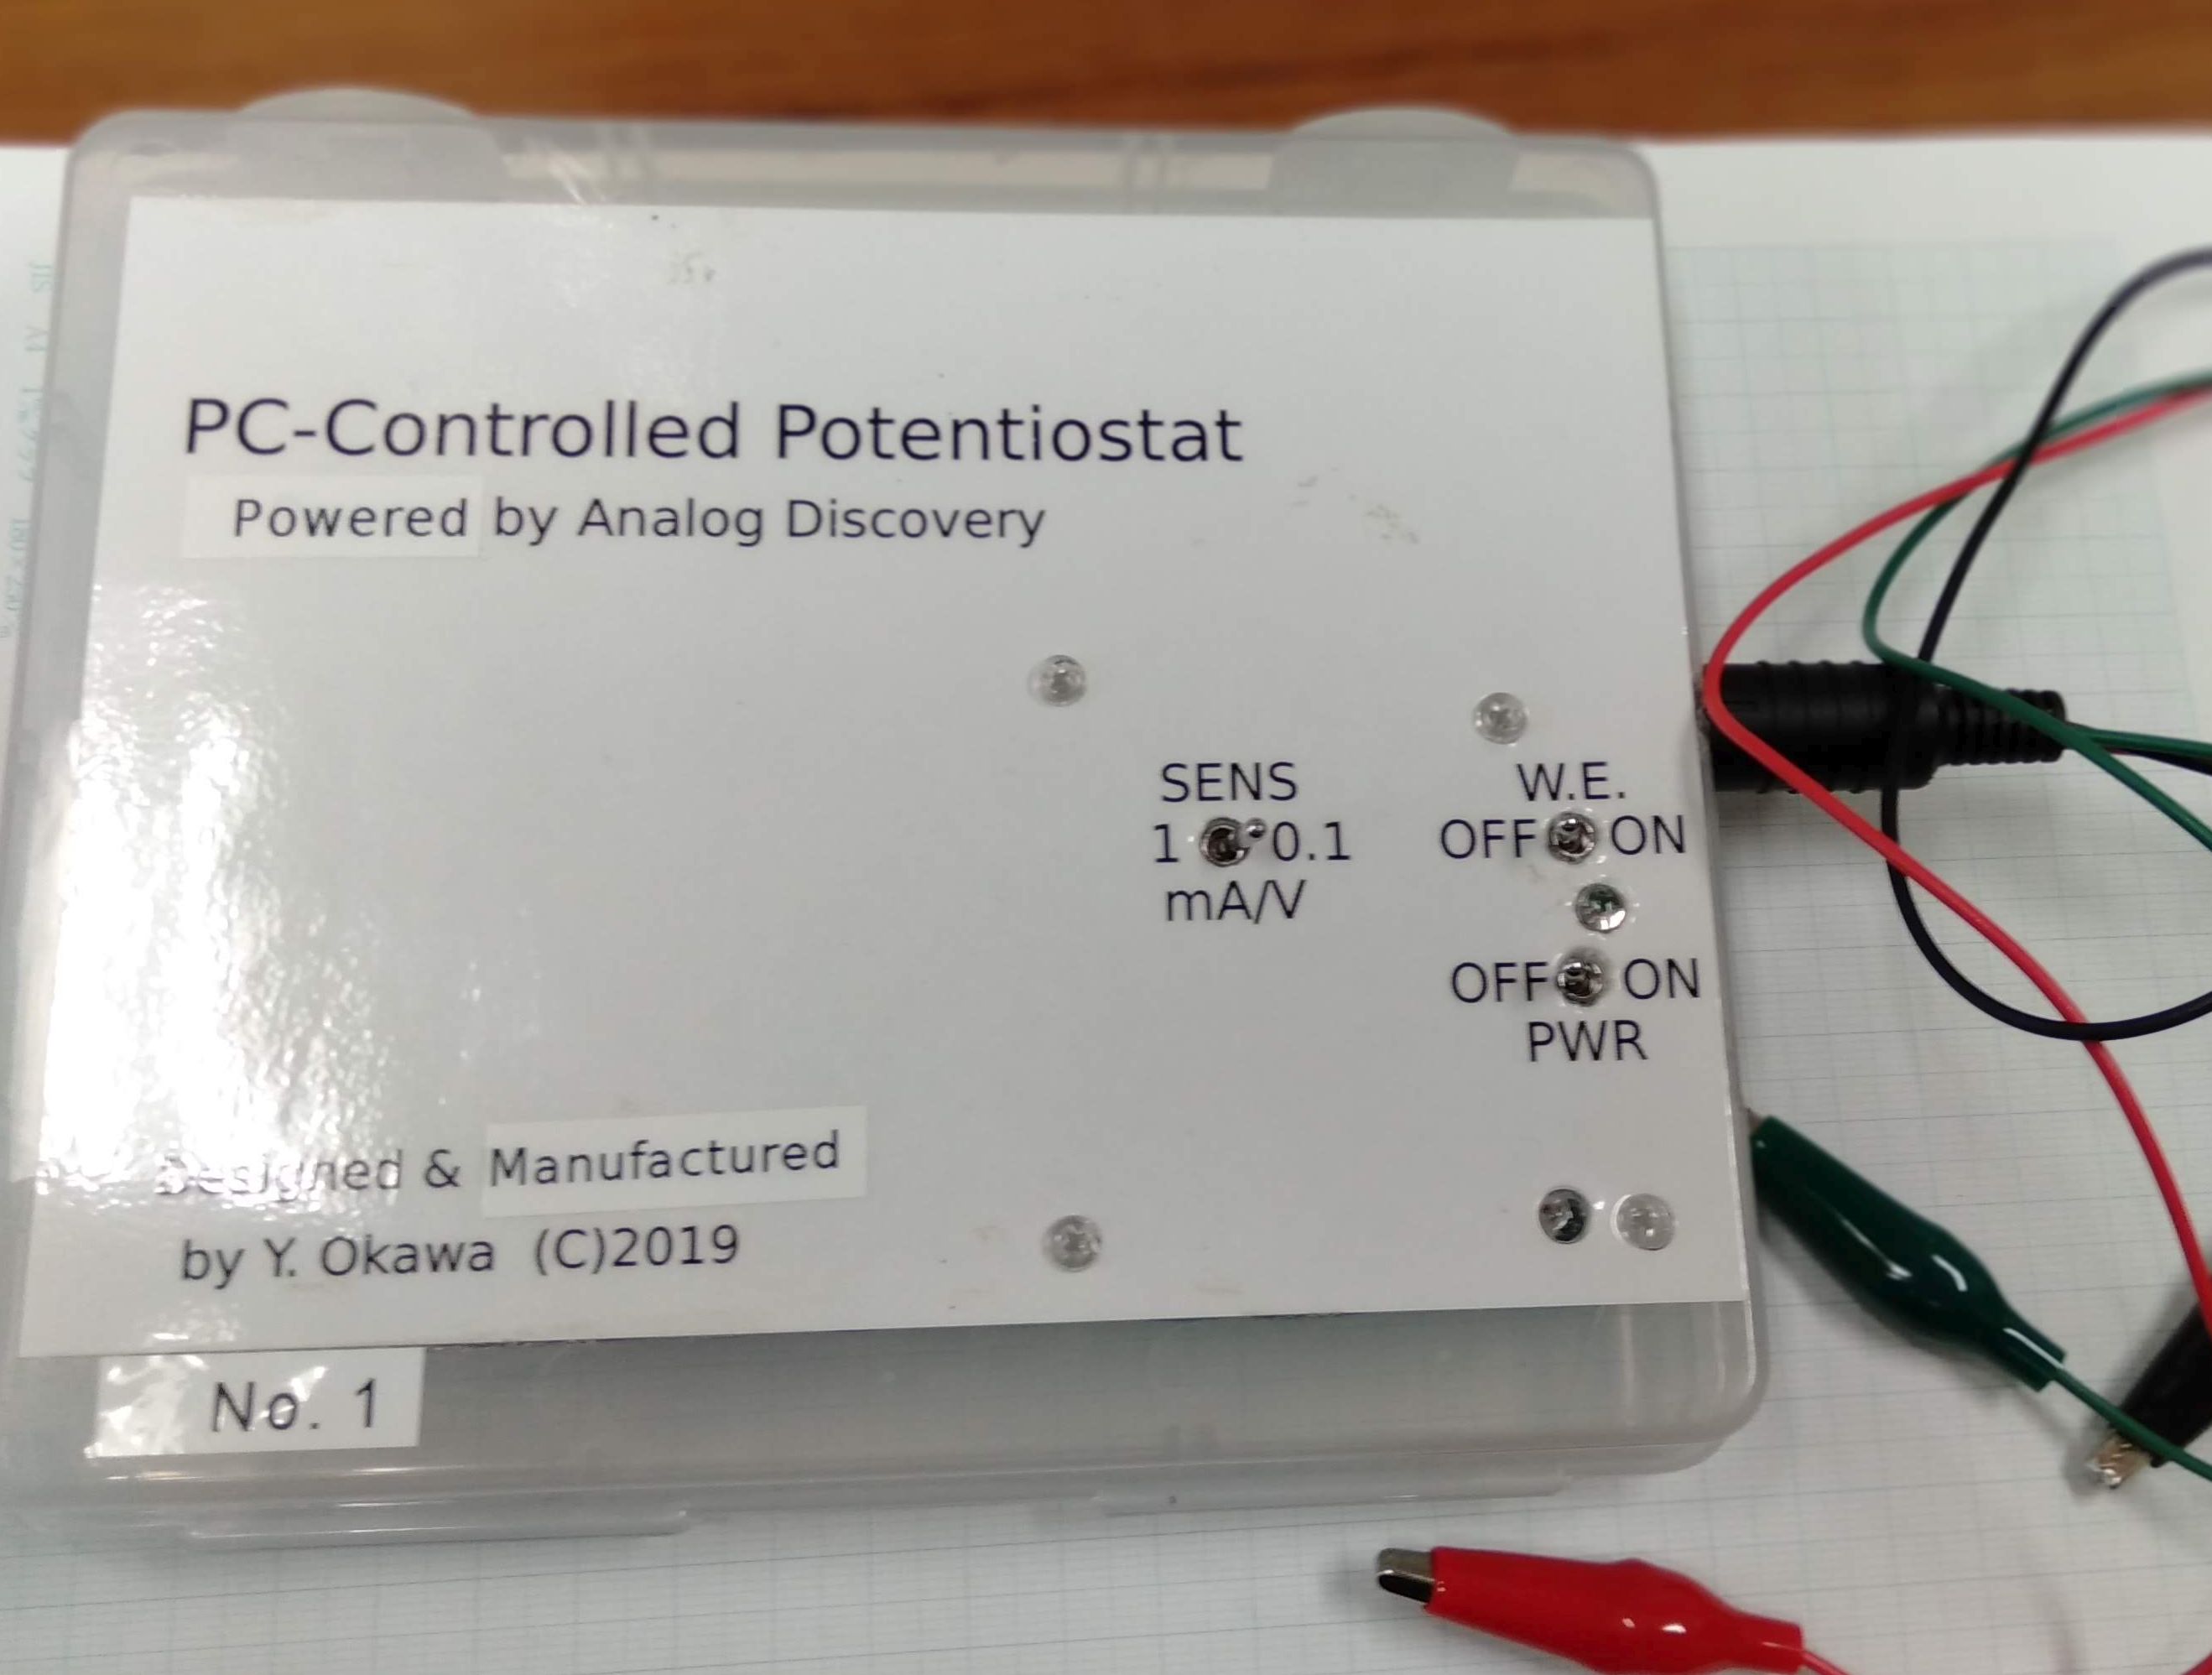 PC-Controlled Potentiostat
Powered by Analog Discovery
SENS
1 0.1
mA/V
W.E.
OFF ON
OFF ON
PWR
Designed & Manufactured
by Y. Okawa (C)2019
No. 1